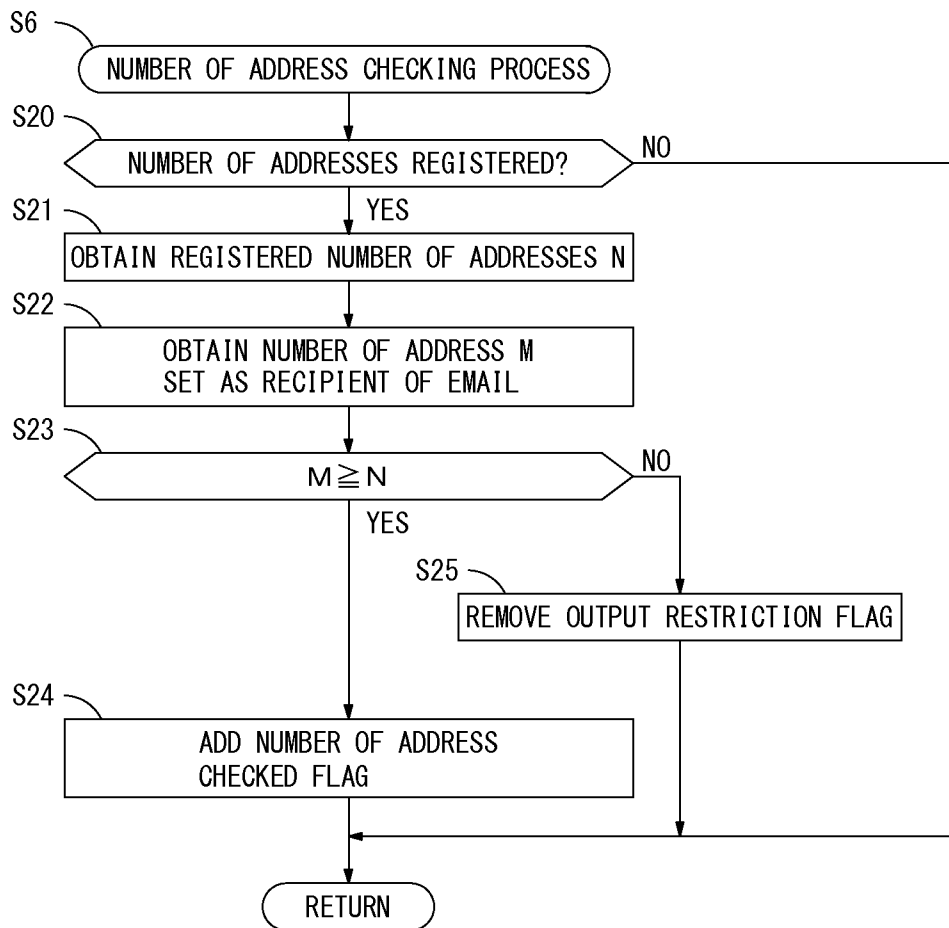 S6
NUMBER OF ADDRESS CHECKING PROCESS
S20
NUMBER OF ADDRESSES REGISTERED?
NO
YES
S21
OBTAIN REGISTERED NUMBER OF ADDRESSES N
S22
OBTAIN NUMBER OF ADDRESS M
SET AS RECIPIENT OF EMAIL
S23
M≧N
NO
YES
S25
REMOVE OUTPUT RESTRICTION FLAG
S24
ADD NUMBER OF ADDRESS
CHECKED FLAG
RETURN